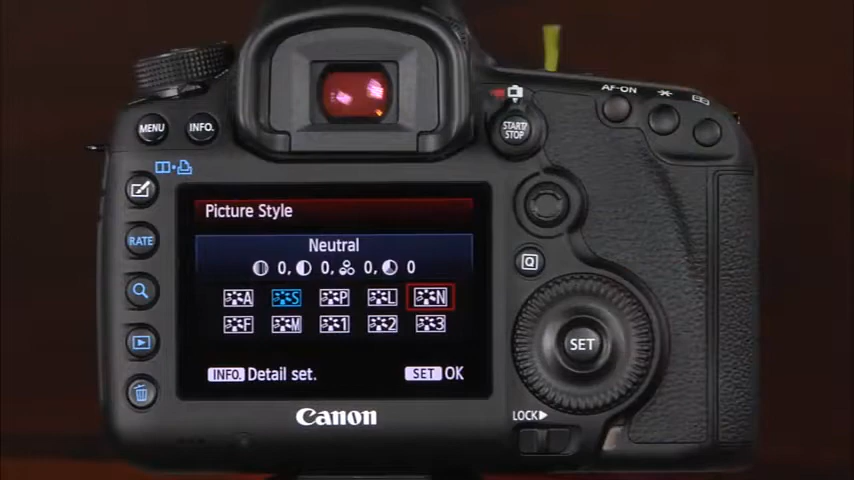 AF-ON
MENU
INFO.
START/
STOP
Picture Style
RATE
Neutral
0, 0, 0, 0
Q
A S P L N
F M 1 2 3
SET
INFO. Detail set.
SET OK
Canon
LOCK▶